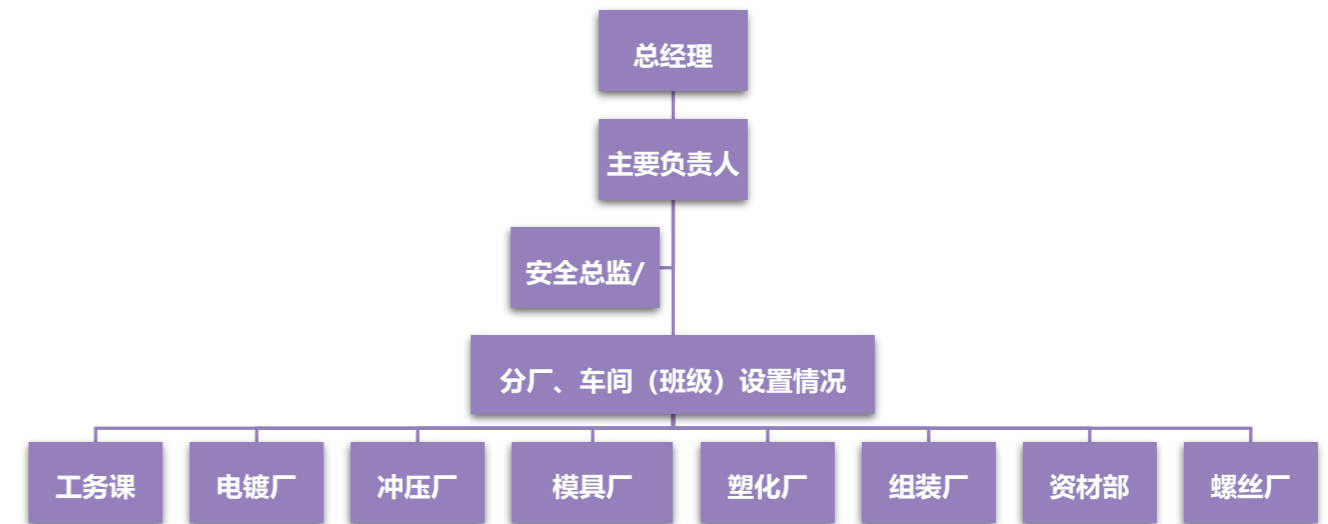 总经理
主要负责人
安全总监/
分厂、车间（班级）设置情况
工务课
电镀厂
冲压厂
模具厂
塑化厂
组装厂
资材部
螺丝厂